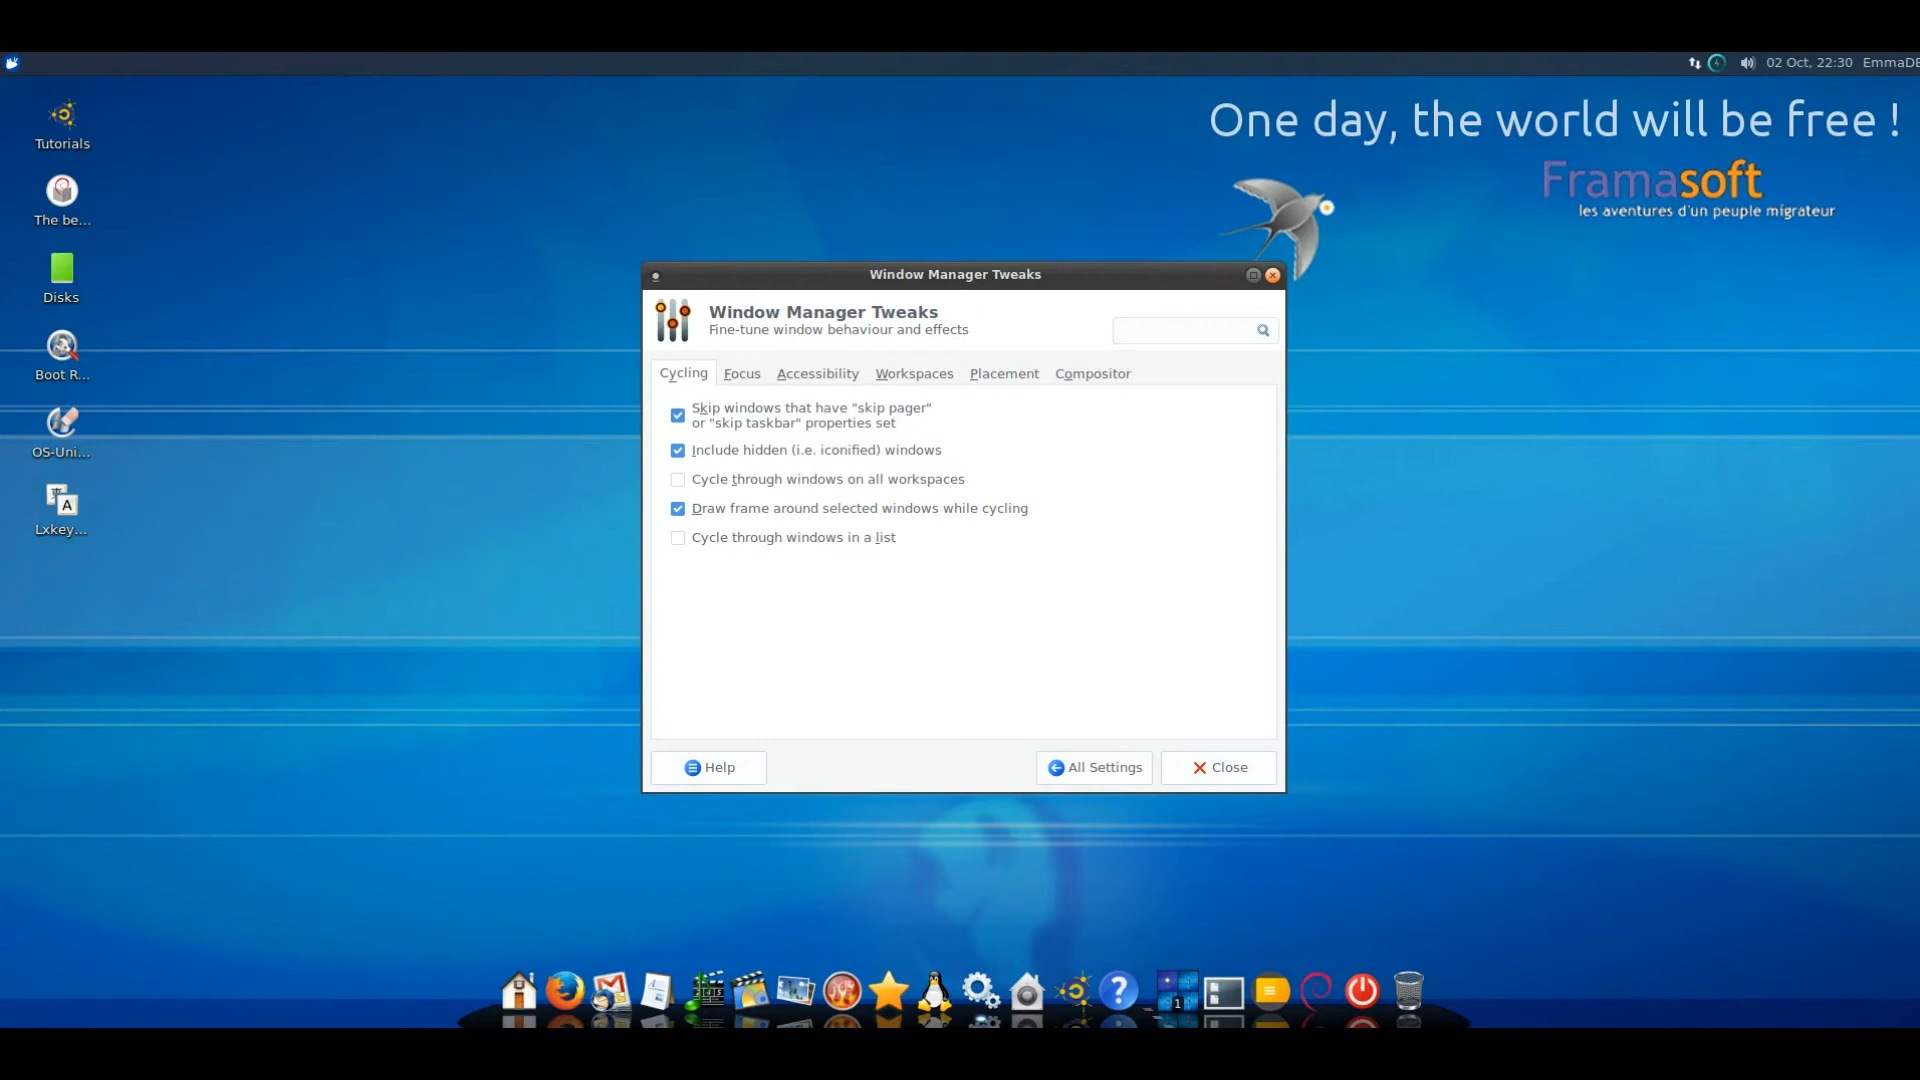 02 Oct, 22:30 EmmaDE
One day, the world will be free !
Framasoft
les aventures d'un peuple migrateur
Tutorials
The be...
Disks
Boot R...
OS-Uni...
Lxkey...
Window Manager Tweaks
Window Manager Tweaks
Fine-tune window behaviour and effects
Cycling Focus Accessibility Workspaces Placement Compositor
Skip windows that have "skip pager"
or "skip taskbar" properties set
Include hidden (i.e. iconified) windows
Cycle through windows on all workspaces
Draw frame around selected windows while cycling
Cycle through windows in a list
Help All Settings Close
1